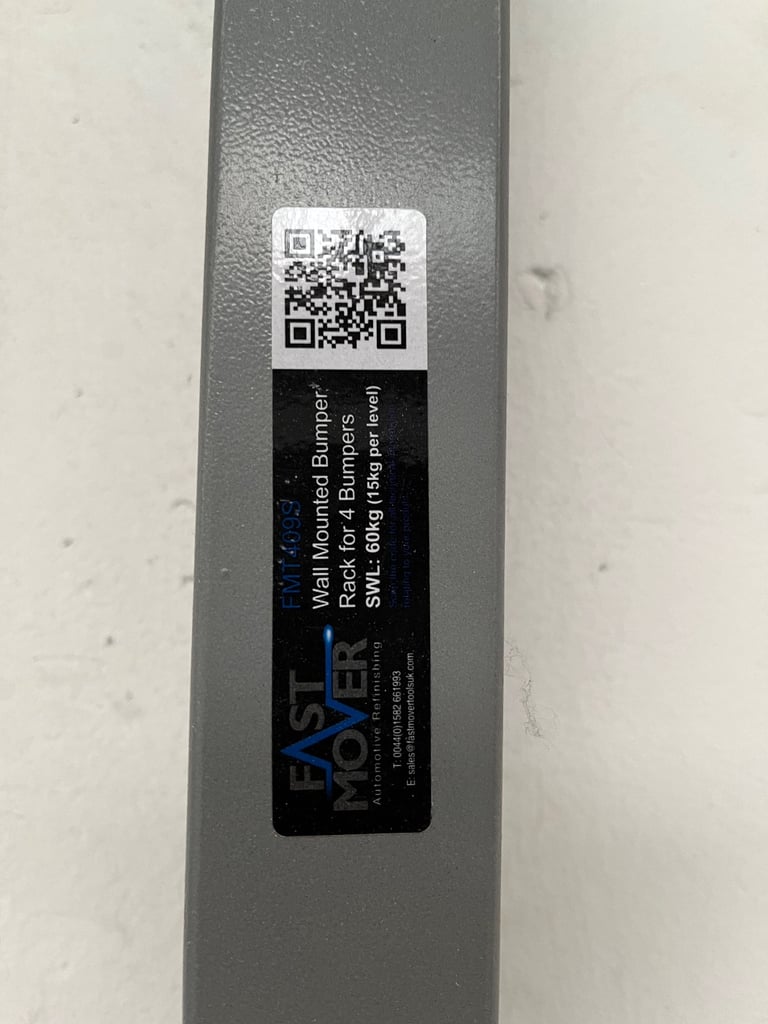 FAST
MOVER
Automotive Refinishing
T: 0044(0)1582 661993
E: sales@fastmovertoolsuk.com
FMT4099
Wall Mounted Bumper
Rack for 4 Bumpers
SWL: 60kg (15kg per level)